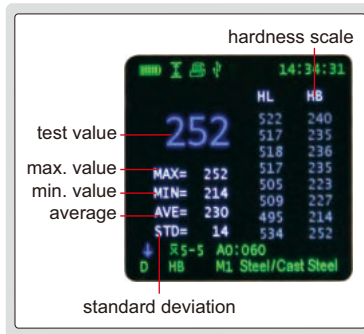 hardness scale
14:34:31
HL HB
522 240
252
test value
517 235
518 236
max. value
MAX= 252
517 235
min. value
MIN= 214
505 223
average
AVE= 230
509 227
495 214
STD= 14
534 252
x̄5-5 A0:060
D HB M1 Steel/Cast Steel
standard deviation